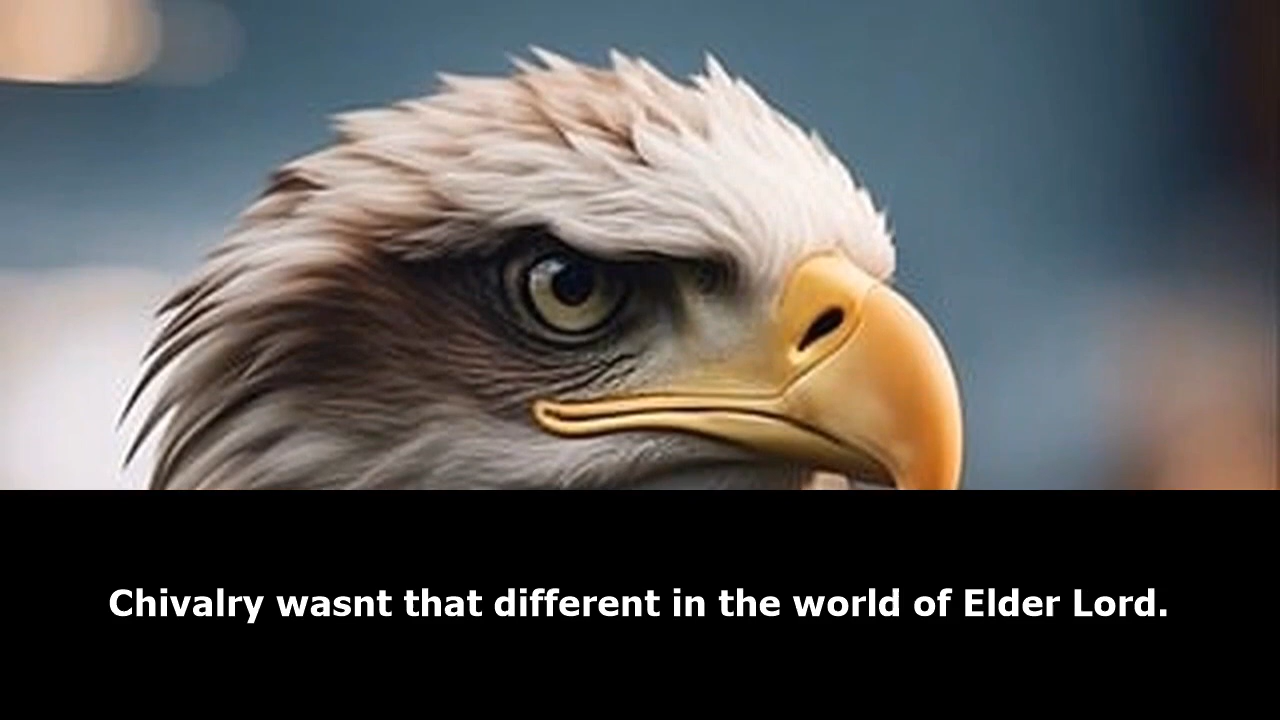 Chivalry wasnt that different in the world of Elder Lord.